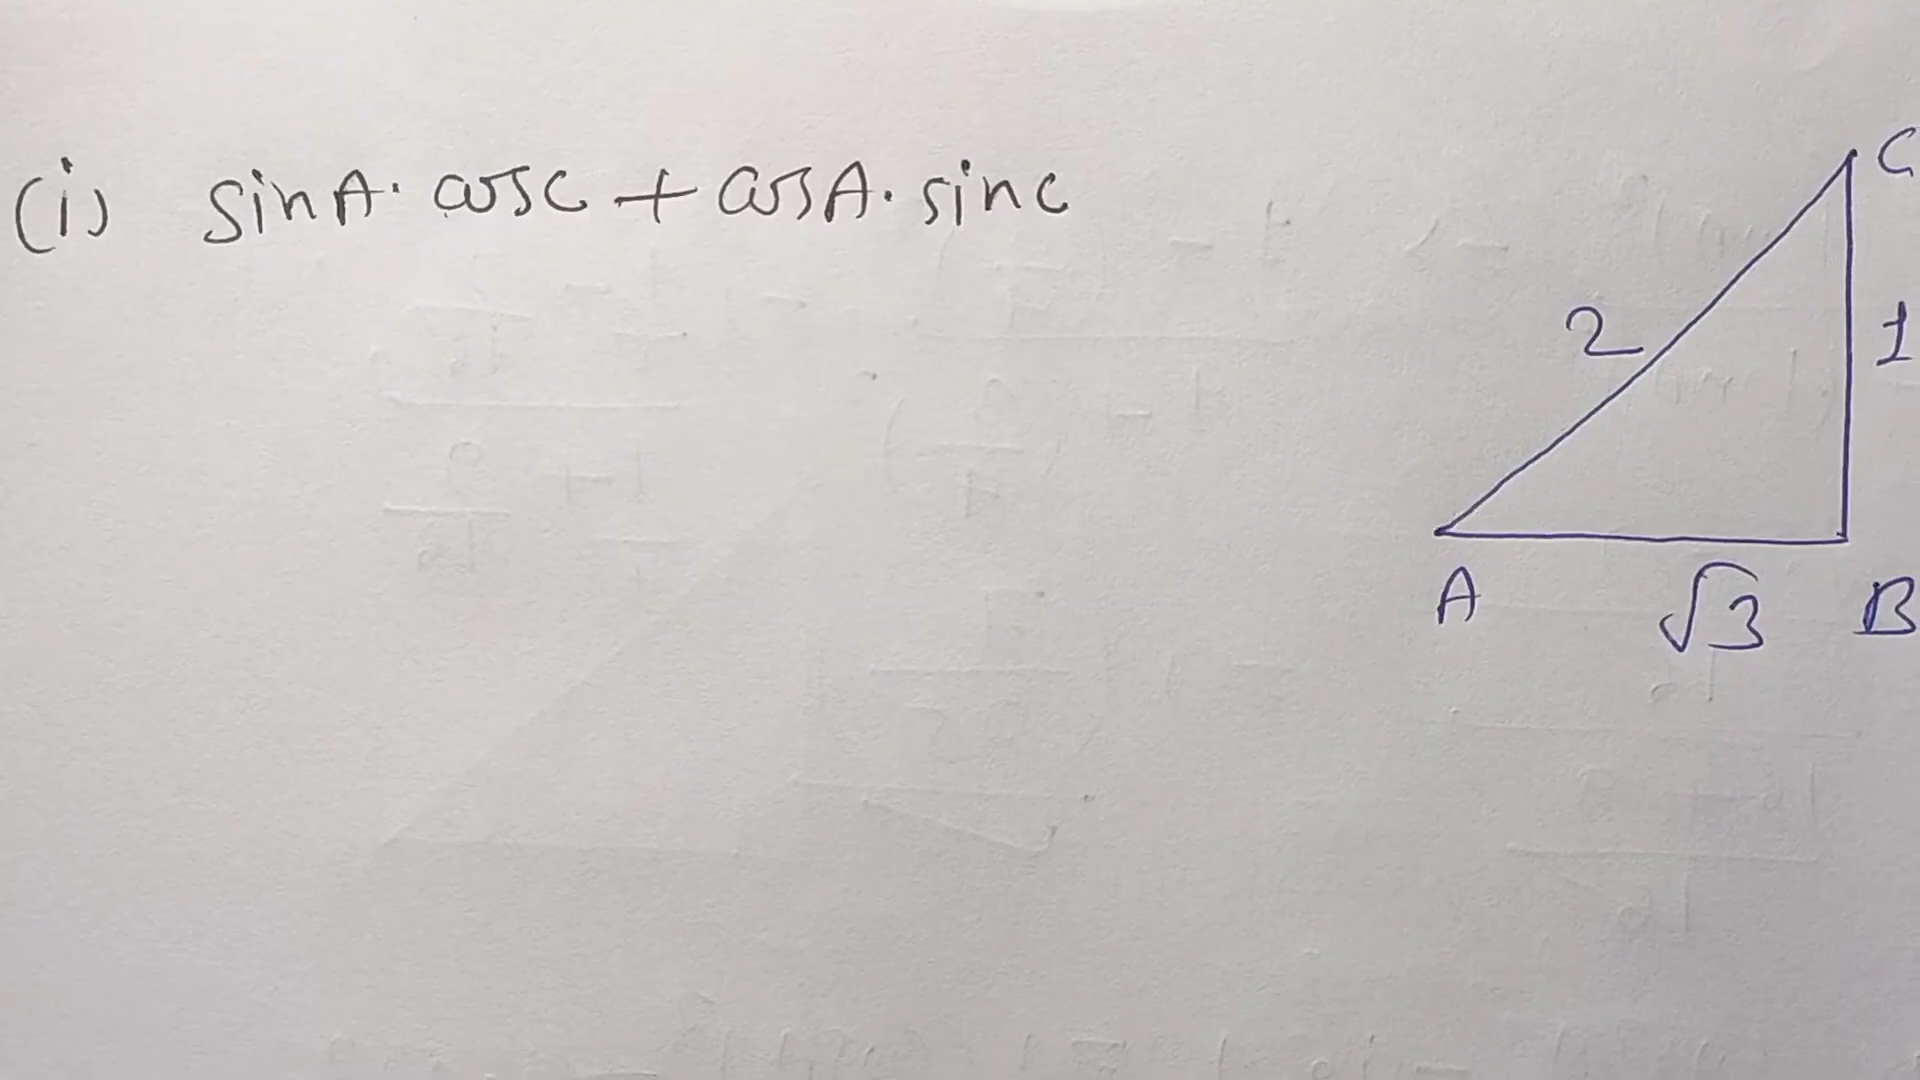 (i) sinA. cosC + cosA. sinC
C
2
1
A
√3
B